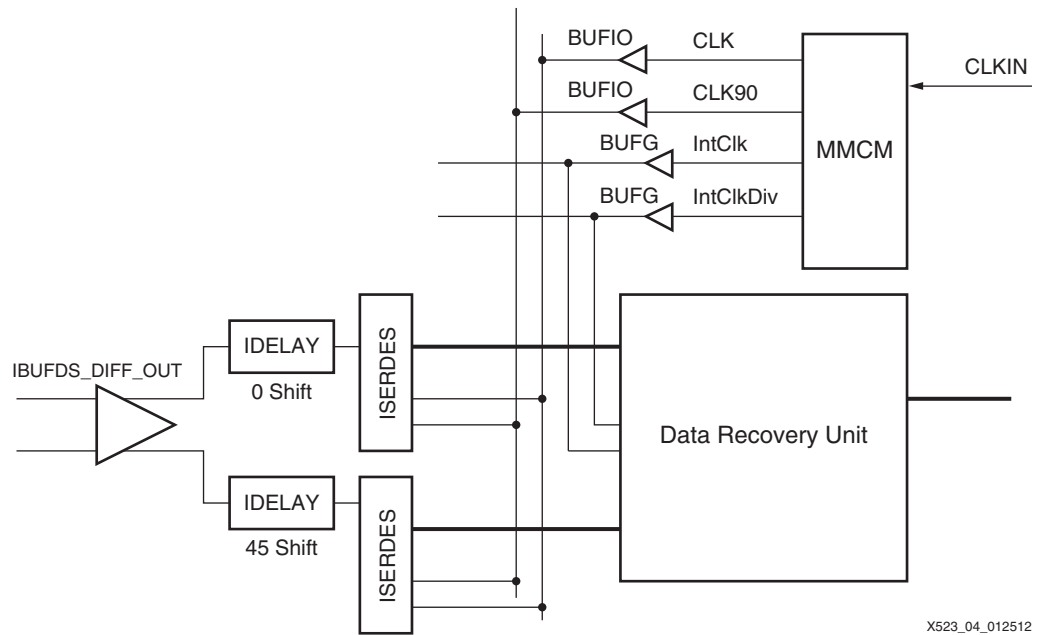 BUFIO
CLK
CLKIN
BUFIO
CLK90
BUFG
IntClk
MMCM
BUFG
IntClkDiv
IBUFDS_DIFF_OUT
IDELAY
0 Shift
ISERDES
Data Recovery Unit
IDELAY
45 Shift
ISERDES
X523_04_012512